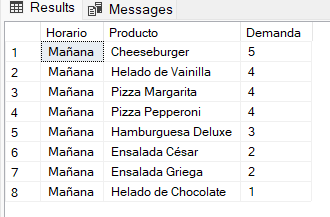 Results Messages
Horario Producto Demanda
1 Mañana Cheeseburger 5
2 Mañana Helado de Vainilla 4
3 Mañana Pizza Margarita 4
4 Mañana Pizza Pepperoni 4
5 Mañana Hamburguesa Deluxe 3
6 Mañana Ensalada César 2
7 Mañana Ensalada Griega 2
8 Mañana Helado de Chocolate 1